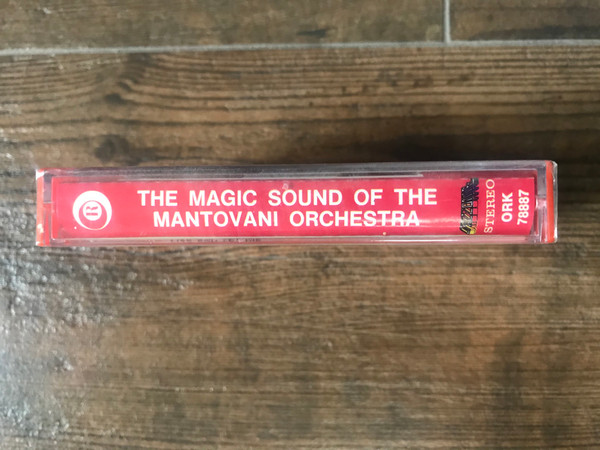 R
THE MAGIC SOUND OF THE
MANTOVANI ORCHESTRA
STEREO
ORK
78887